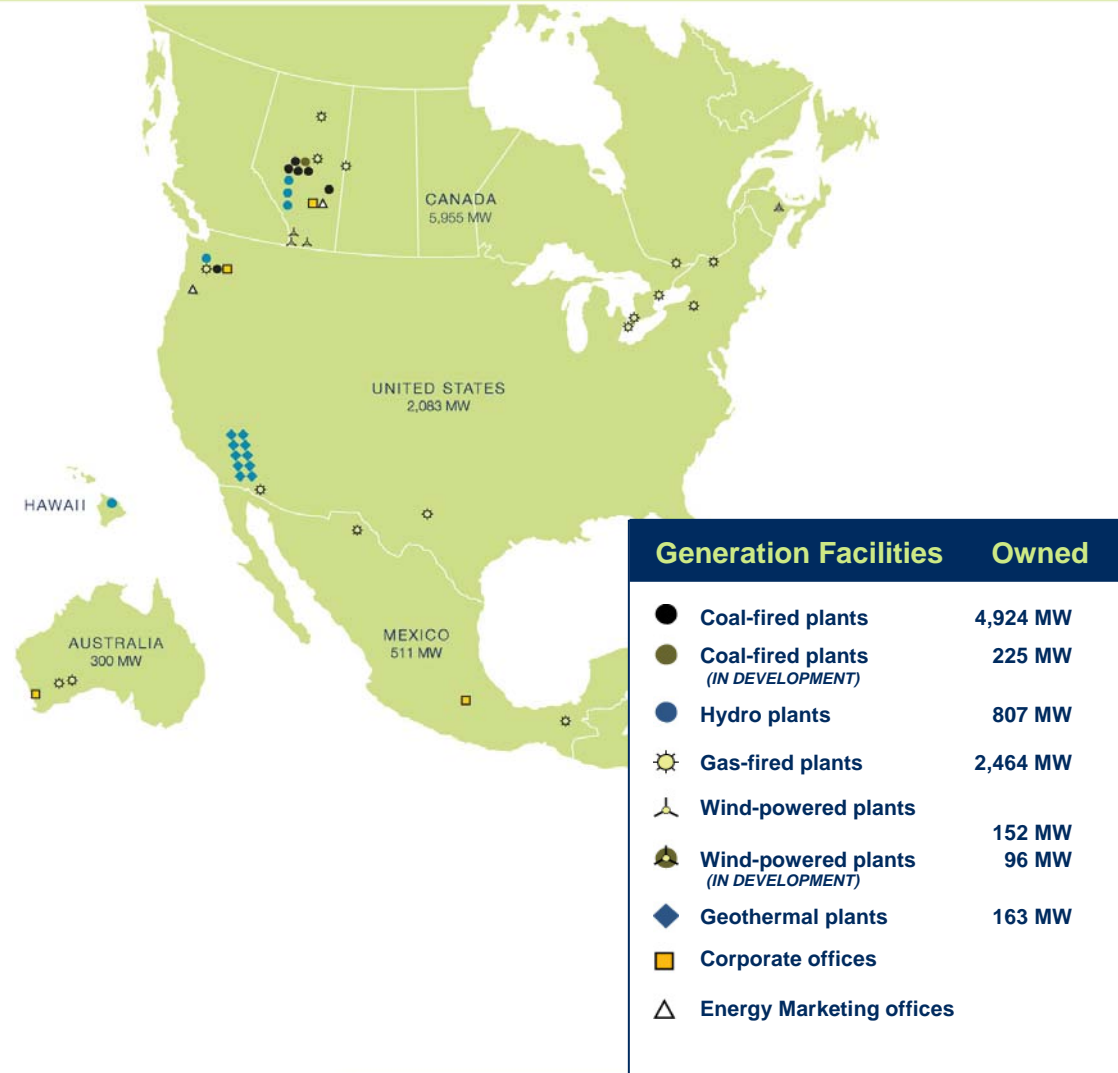 CANADA
5,955 MW
UNITED STATES
2,083 MW
HAWAII
AUSTRALIA
300 MW
MEXICO
511 MW
Generation Facilities Owned
Coal-fired plants 4,924 MW
Coal-fired plants 225 MW
(IN DEVELOPMENT)
Hydro plants 807 MW
Gas-fired plants 2,464 MW
Wind-powered plants
152 MW
Wind-powered plants 96 MW
(IN DEVELOPMENT)
Geothermal plants 163 MW
Corporate offices
Energy Marketing offices